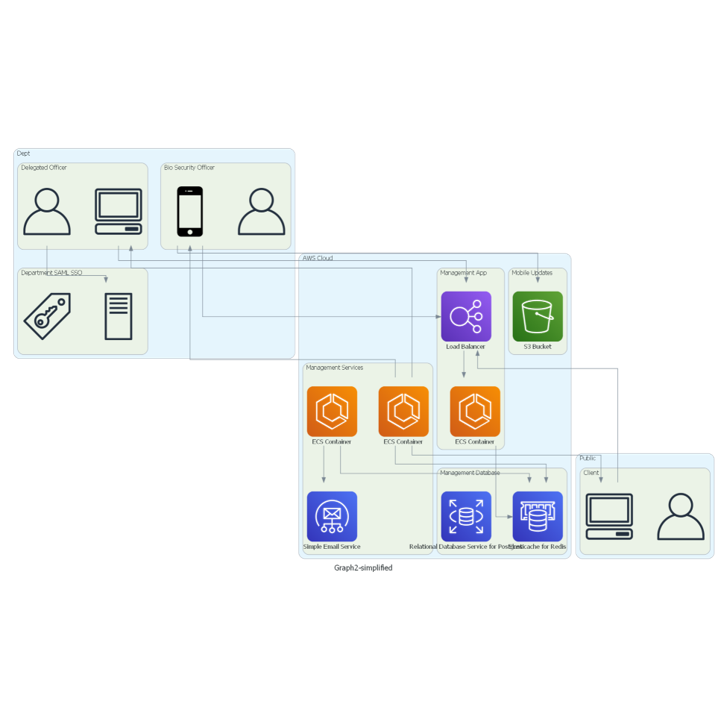 Dept
Delegated Officer
Bio Security Officer
AWS Cloud
Department SAML SSO
Management App
Mobile Updates
Load Balancer
S3 Bucket
Management Services
ECS Container
ECS Container
ECS Container
Public
Management Database
Client
Simple Email Service
Relational Database Service for
for Redis
Graph2-simplified